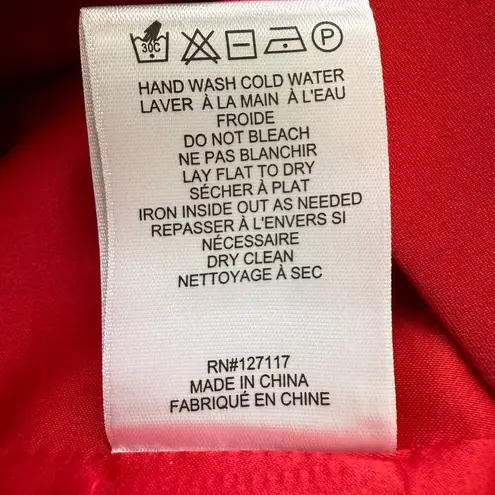 30C P
HAND WASH COLD WATER
LAVER À LA MAIN À L'EAU
FROIDE
DO NOT BLEACH
NE PAS BLANCHIR
LAY FLAT TO DRY
SÉCHER À PLAT
IRON INSIDE OUT AS NEEDED
REPASSER À L'ENVERS SI
NÉCESSAIRE
DRY CLEAN
NETTOYAGE À SEC
RN#127117
MADE IN CHINA
FABRIQUÉ EN CHINE